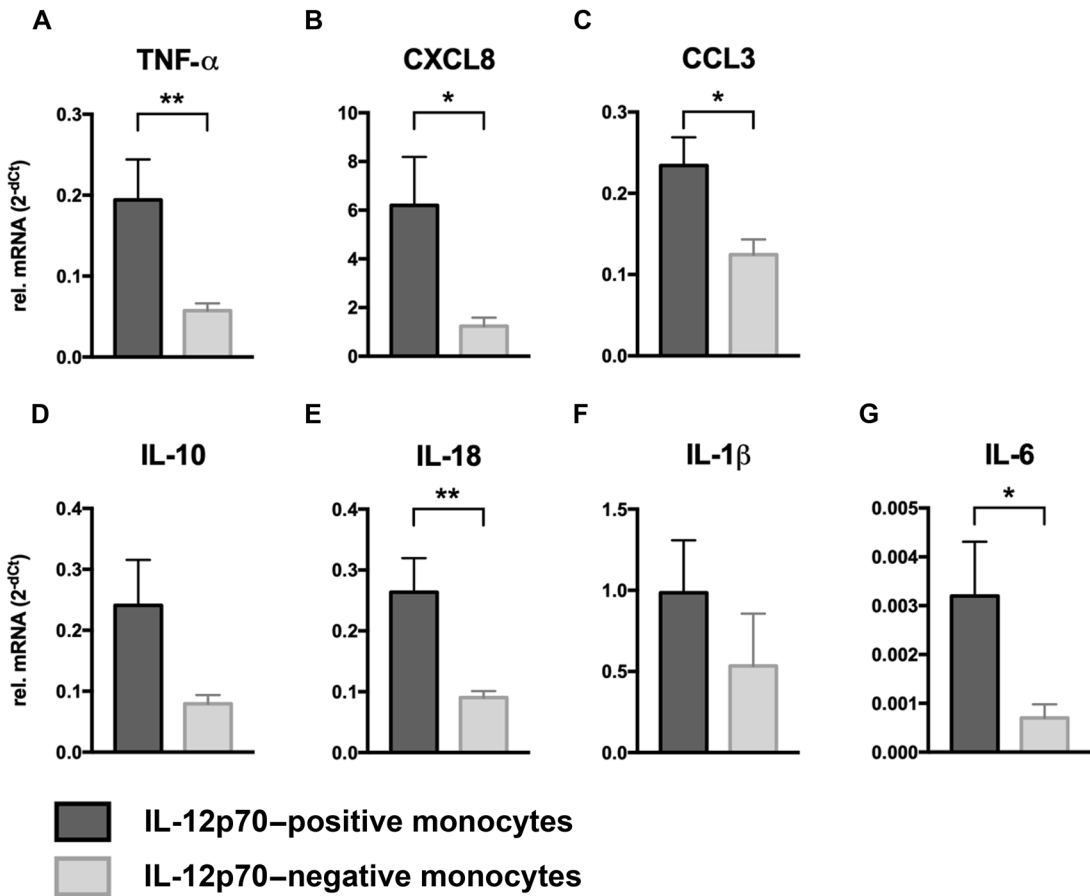 A
B
C
TNF-α
CXCL8
CCL3
**
*
*
rel. mRNA (2-dCt)
0.3
0.2
0.1
0.0
10
8
6
4
2
0
0.3
0.2
0.1
0.0
D
E
F
G
IL-10
IL-18
IL-1β
IL-6
**
*
rel. mRNA (2-dCt)
0.4
0.3
0.2
0.1
0.0
0.4
0.3
0.2
0.1
0.0
1.5
1.0
0.5
0.0
0.005
0.004
0.003
0.002
0.001
0.000
IL-12p70–positive monocytes
IL-12p70–negative monocytes